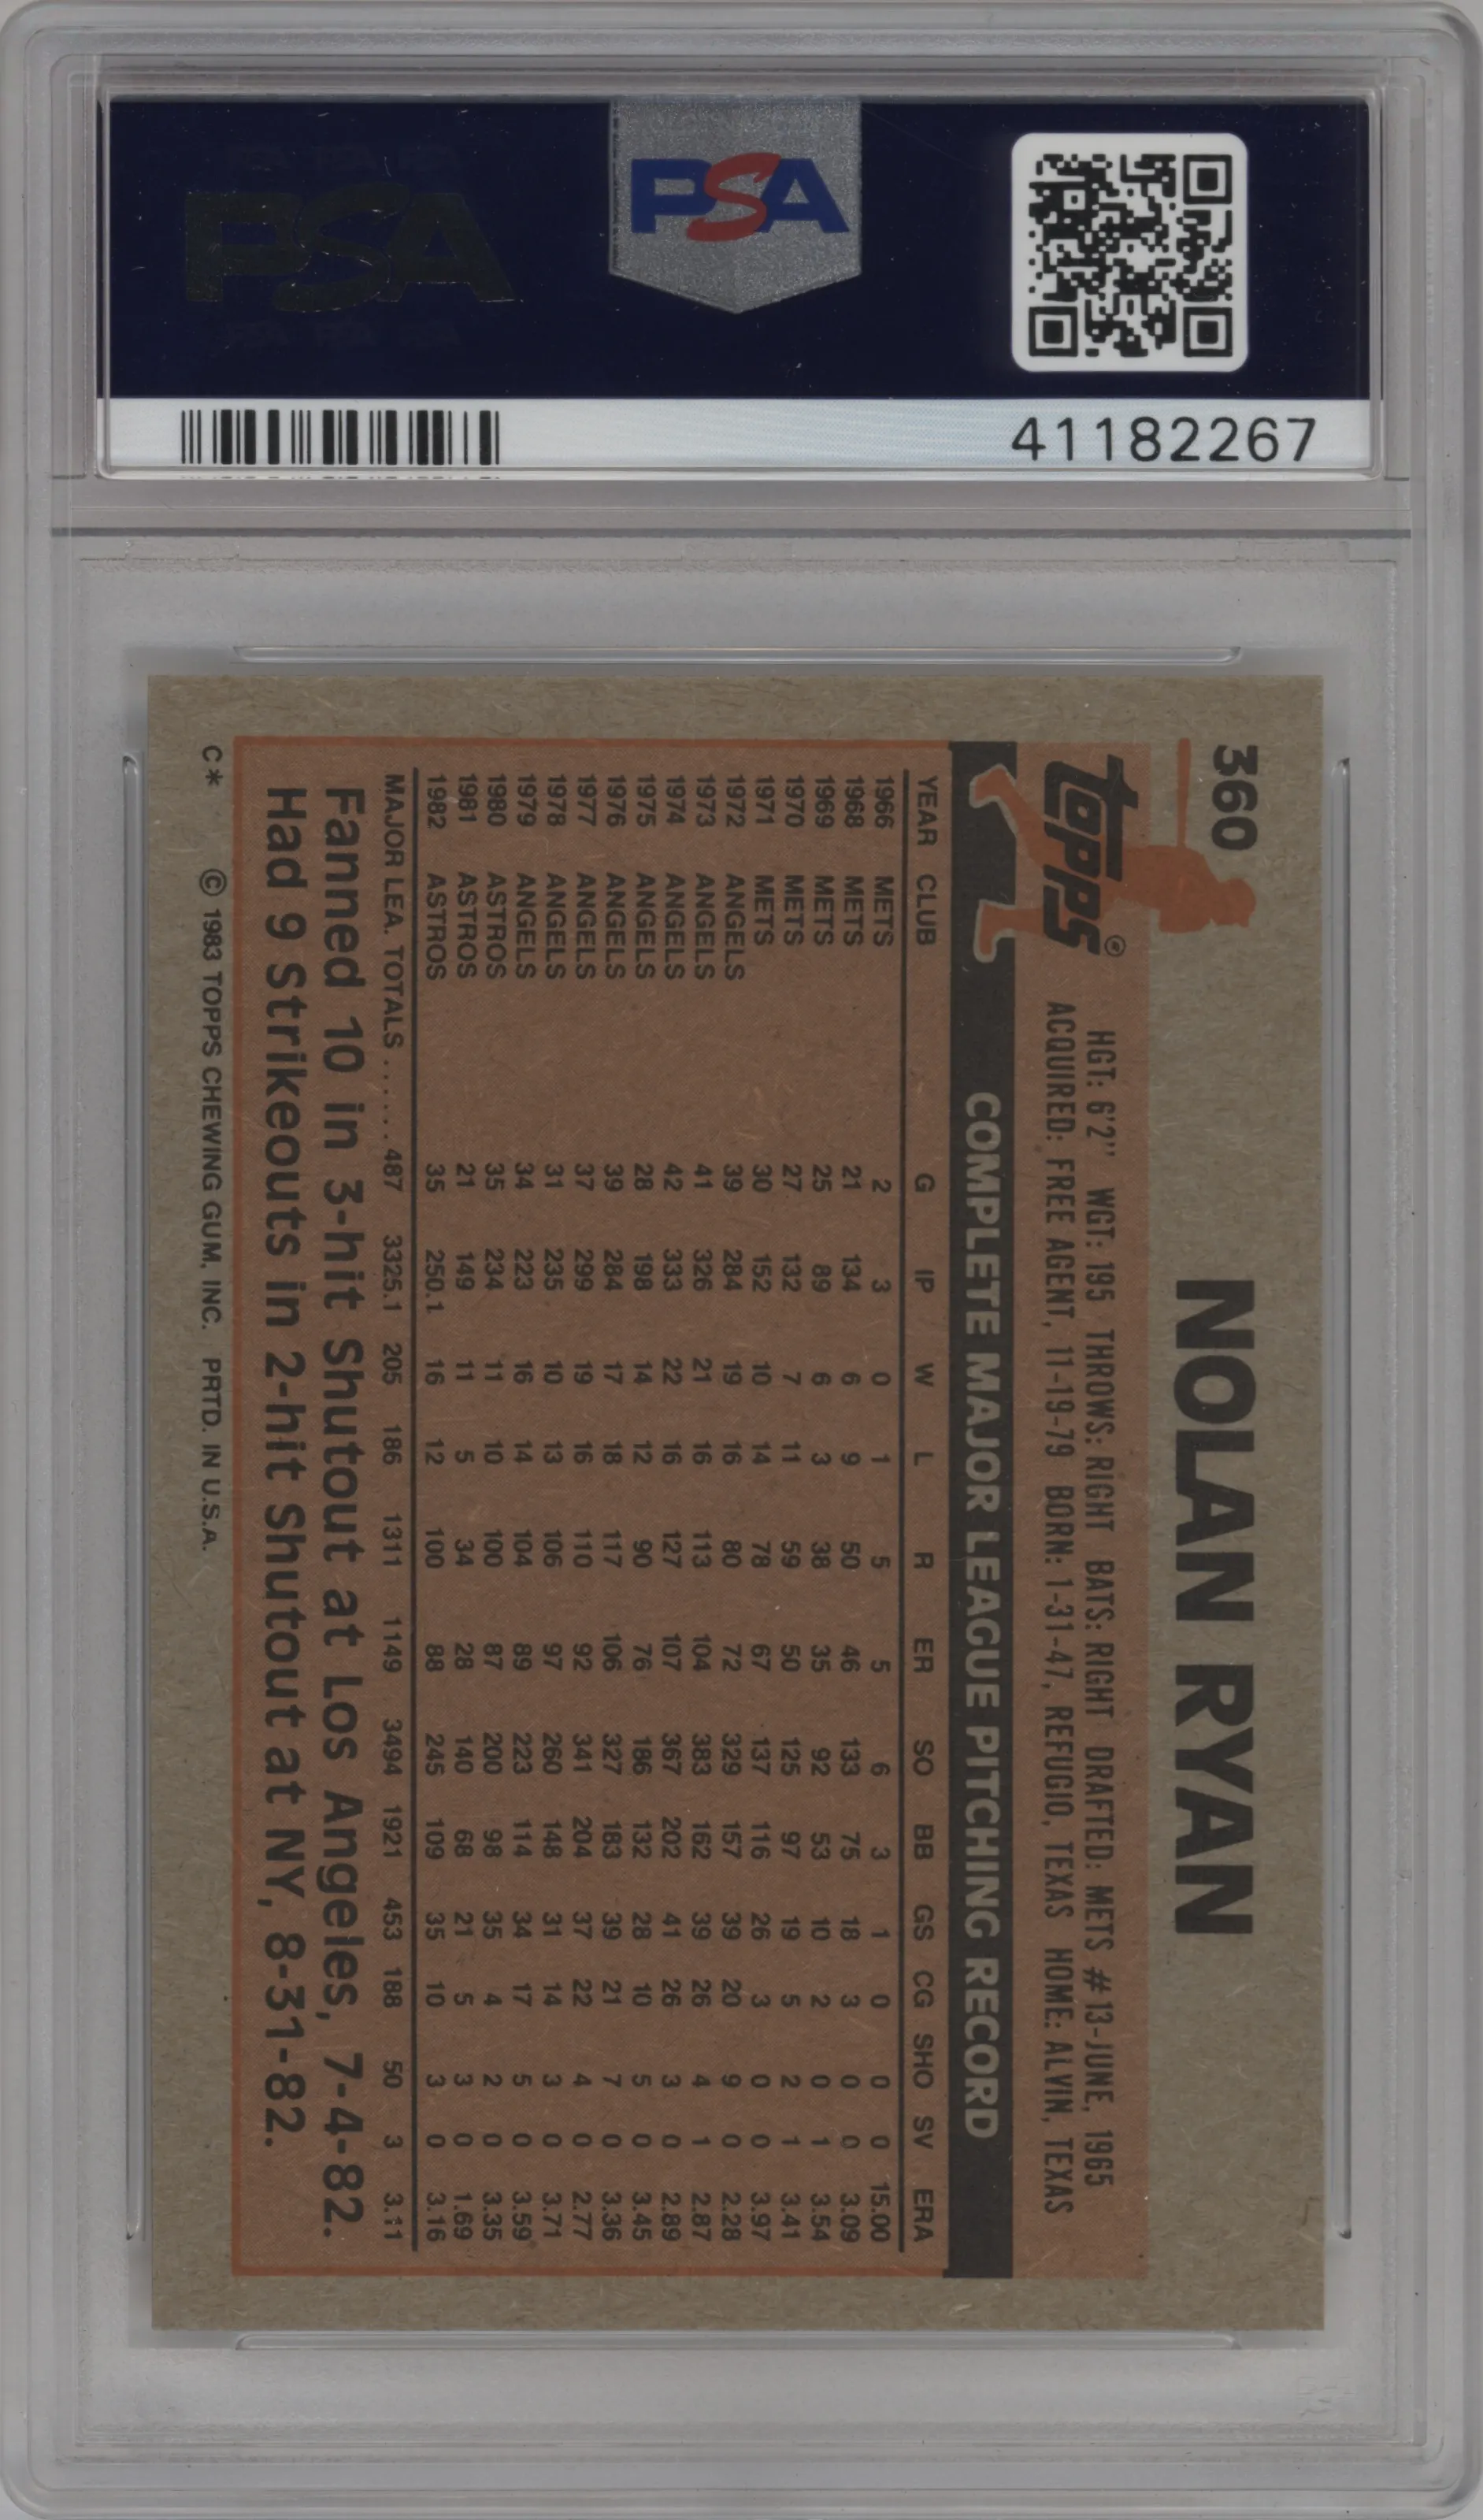 PSA
PSA
41182267
360
NOLAN RYAN
Topps®
HGT: 6'2" WGT: 195 THROWS: RIGHT BATS: RIGHT DRAFTED: METS #13-JUNE, 1965
ACQUIRED: FREE AGENT, 11-19-79 BORN: 1-31-47, REFUGIO, TEXAS HOME: ALVIN, TEXAS
COMPLETE MAJOR LEAGUE PITCHING RECORD
YEAR CLUB G IP W L R ER SO BB GS CG SHO SV ERA
1966 METS 2 3 0 1 5 5 6 3 1 0 0 0 15.00
1968 METS 21 134 6 9 50 46 133 75 18 3 0 0 3.09
1969 METS 25 89 6 3 38 35 92 53 10 2 0 1 3.54
1970 METS 27 132 7 11 59 50 125 97 19 5 2 1 3.41
1971 METS 30 152 10 14 78 67 137 116 26 3 0 0 3.97
1972 ANGELS 39 284 19 16 80 72 329 157 39 20 9 0 2.28
1973 ANGELS 41 326 21 16 113 104 383 162 39 26 4 1 2.87
1974 ANGELS 42 333 22 16 127 107 367 202 41 26 3 0 2.89
1975 ANGELS 28 198 14 12 90 76 186 132 28 10 5 0 3.45
1976 ANGELS 39 284 17 18 117 106 327 183 39 21 7 0 3.36
1977 ANGELS 37 299 19 16 110 92 341 204 37 22 4 0 2.77
1978 ANGELS 31 235 10 13 106 97 260 148 31 14 3 0 3.71
1979 ANGELS 34 223 16 14 104 89 223 114 34 17 5 0 3.59
1980 ASTROS 35 234 11 10 100 87 200 98 35 4 2 0 3.35
1981 ASTROS 21 149 11 5 34 28 140 68 21 5 3 0 1.69
1982 ASTROS 35 250.1 16 12 100 88 245 109 35 10 3 0 3.16
MAJOR LEA. TOTALS ...... 487 3325.1 205 186 1311 1149 3494 1921 453 188 50 3 3.11
Fanned 10 in 3-hit Shutout at Los Angeles, 7-4-82.
Had 9 Strikeouts in 2-hit Shutout at NY, 8-31-82.
C* © 1983 TOPPS CHEWING GUM, INC. PRTD. IN U.S.A.